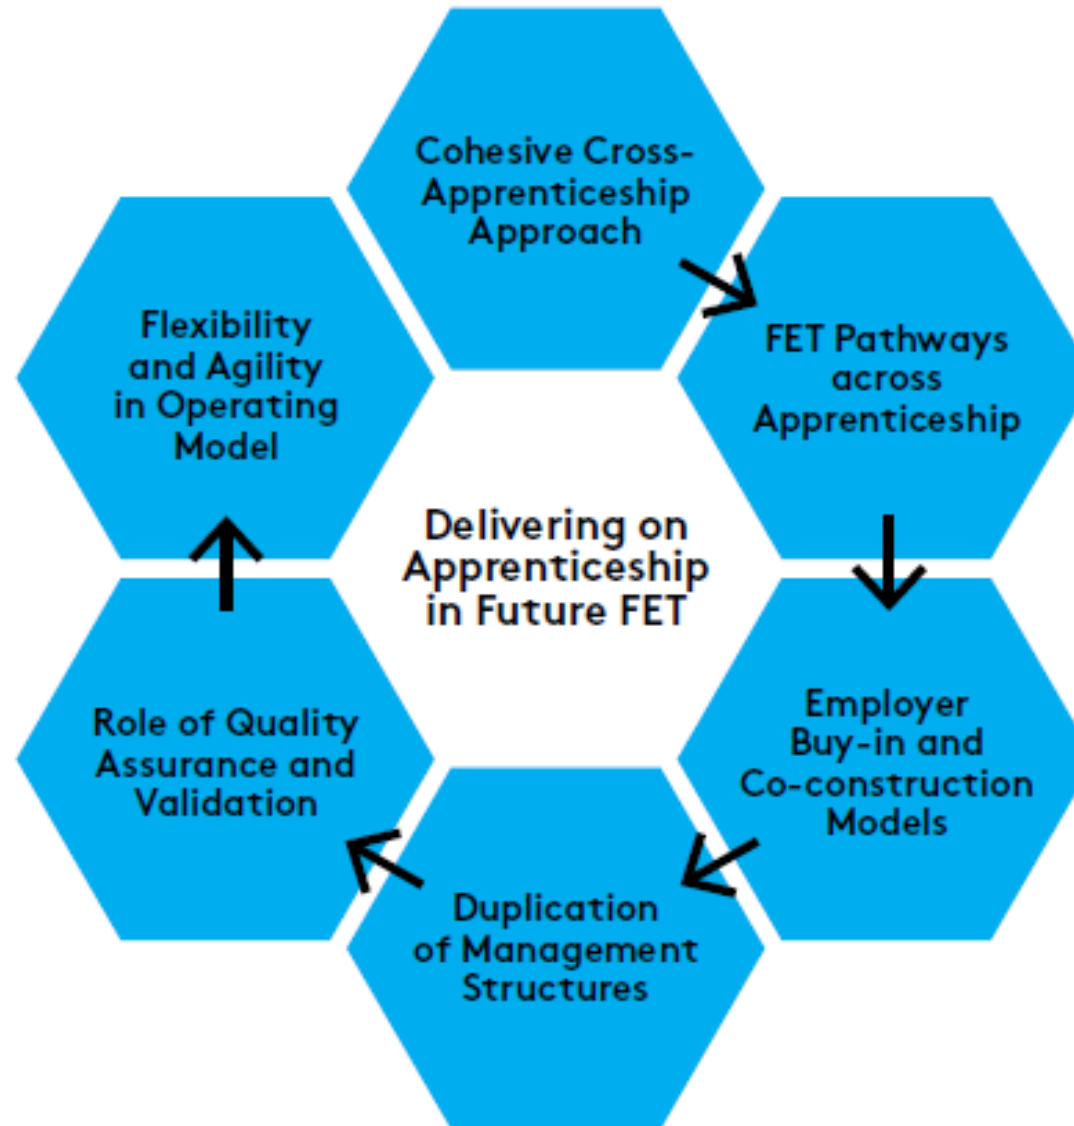 Cohesive Cross-
Apprenticeship
Approach
FET Pathways
across
Apprenticeship
Employer
Buy-in and
Co-construction
Models
Duplication
of Management
Structures
Role of Quality
Assurance and
Validation
Flexibility
and Agility
in Operating
Model
Delivering on
Apprenticeship
in Future FET